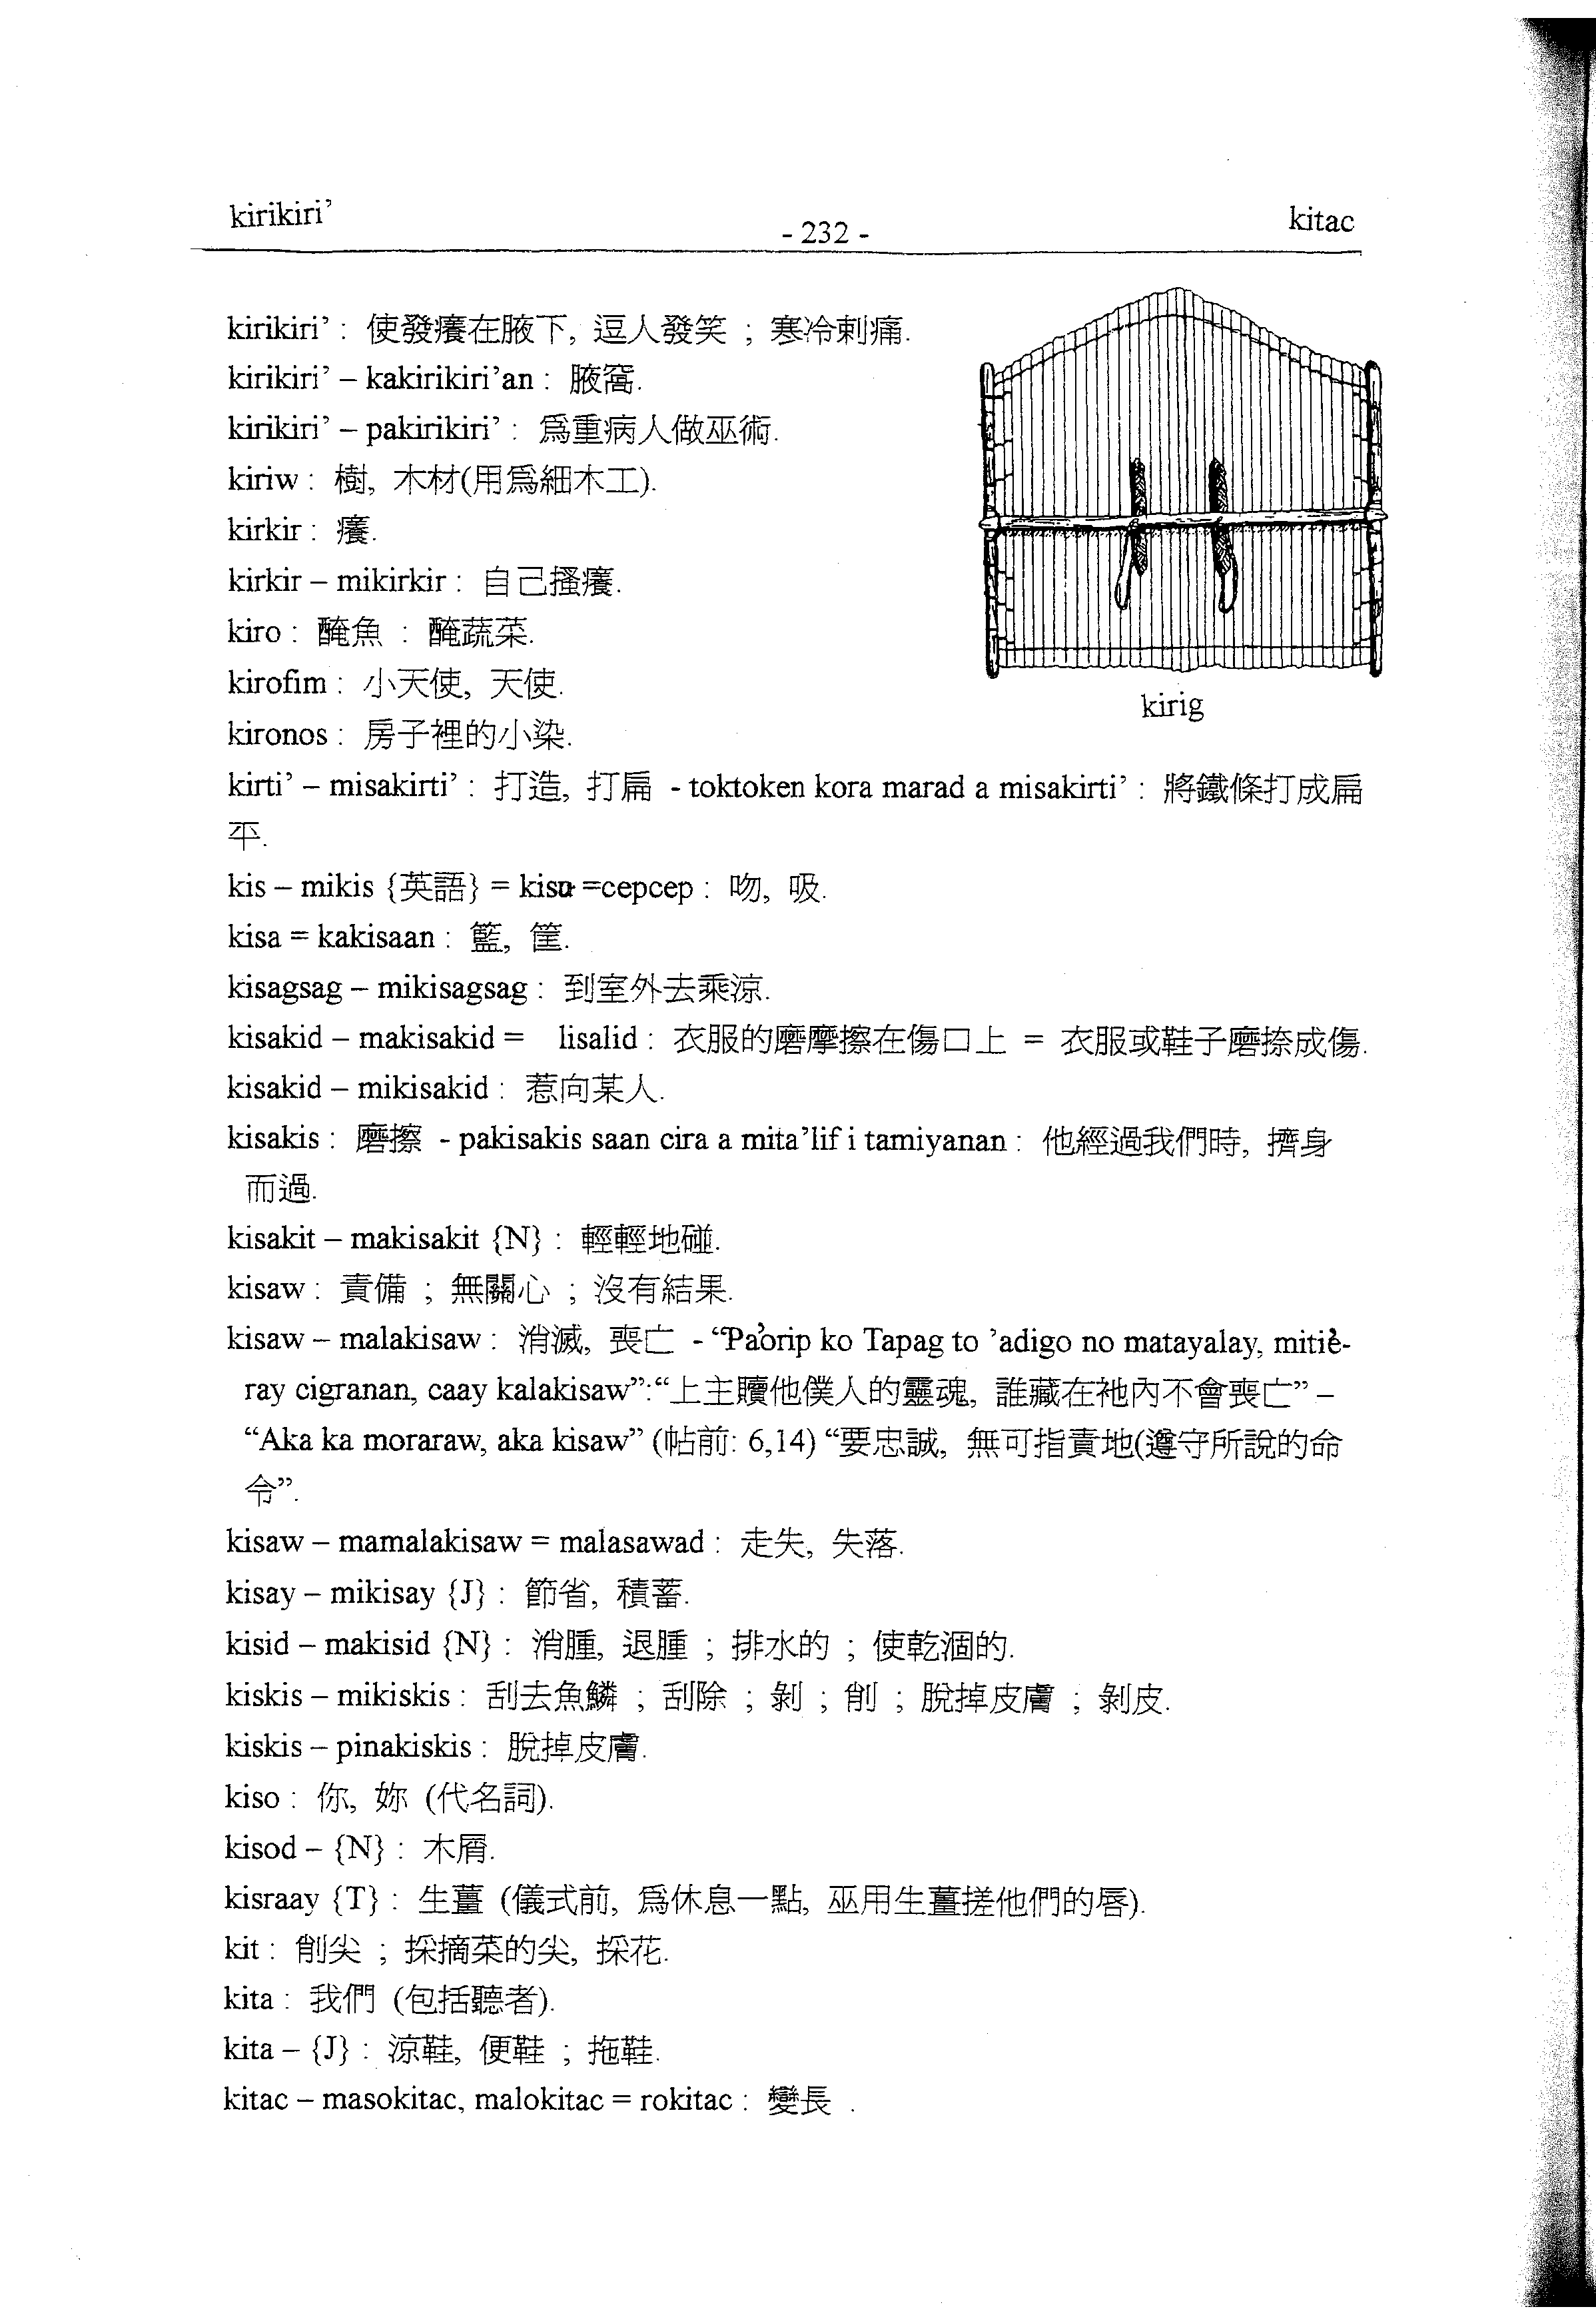 kirikiri’
- 232 -
kitac
kirikiri’ : 使發癢在腋下, 逗人發笑 ; 寒冷刺痛.
kirikiri’ – kakirikiri’an : 腋窩.
kirikiri’ – pakirikiri’ : 爲重病人做巫術.
kiriw : 樹, 木材(用爲細木工).
kirkir : 癢.
kirkir – mikirkir : 自己搔癢.
kiro : 醃魚 : 醃蔬菜.
kirofim : 小天使, 天使.
kironos : 房子裡的小染.
kirig
kirti’ – misakirti’ : 打造, 打扁 - toktoken kora marad a misakirti’ : 將鐵條打成扁
平.
kis – mikis {英語} = kiso =cepcep : 吻, 吸.
kisa = kakisaan : 籃, 筐.
kisagsag – mikisagsag : 到室外去乘涼.
kisakid – makisakid = lisalid : 衣服的磨摩擦在傷口上 = 衣服或鞋子磨捺成傷.
kisakid – mikisakid : 惹向某人.
kisakis : 磨擦 - pakisakis saan cira a mita’lif i tamiyanan : 他經過我們時, 擠身
而過.
kisakit – makisakit {N} : 輕輕地碰.
kisaw : 責備 ; 無關心 ; 沒有結果.
kisaw – malakisaw : 消滅, 喪亡 - “Pa’orip ko Tapag to ’adigo no matayalay, miti’e-
ray cigranan, caay kalakisaw”:“上主贖他僕人的靈魂, 誰藏在祂內不會喪亡” –
“Aka ka moraraw, aka kisaw” (帖前: 6,14) “要忠誠, 無可指責地(遵守所說的命
令”.
kisaw – mamalakisaw = malasawad : 走失, 失落.
kisay – mikisay {J} : 節省, 積蓄.
kisid – makisid {N} : 消腫, 退腫 ; 排水的 ; 使乾涸的.
kiskis – mikiskis : 刮去魚鱗 ; 刮除 ; 剝 ; 削 ; 脫掉皮膚 ; 剝皮.
kiskis – pinakiskis : 脫掉皮膚.
kiso : 你, 妳 (代名詞).
kisod – {N} : 木屑.
kisraay {T} : 生薑 (儀式前, 爲休息一點, 巫用生薑搓他們的唇).
kit : 削尖 ; 採摘菜的尖, 採花.
kita : 我們 (包括聽者).
kita – {J} : 涼鞋, 便鞋 ; 拖鞋.
kitac – masokitac, malokitac = rokitac : 變長 .